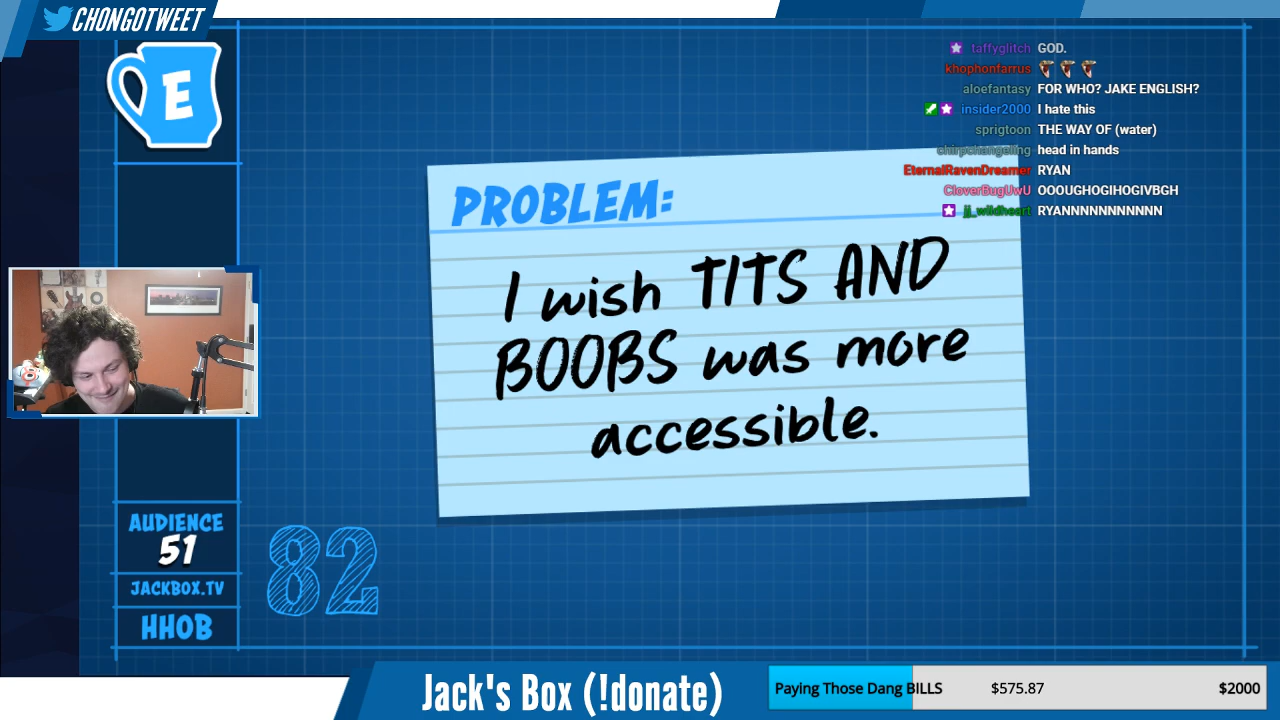 CHONGOTWEET
E
taffyglitch GOD.
khophonfarrus
aloefantasy FOR WHO? JAKE ENGLISH?
insider2000 I hate this
sprigtoon THE WAY OF (water)
chirpchangeling head in hands
EternalRavenDreamer RYAN
CloverBugUwU OOOUGHOGIHOGIVBGH
jj_wildheart RYANNNNNNNNNNN
PROBLEM:
I wish TITS AND
BOOBS was more
accessible.
AUDIENCE
51
JACKBOX.TV
HHOB
82
Jack's Box (!donate)
Paying Those Dang BILLS $575.87 $2000